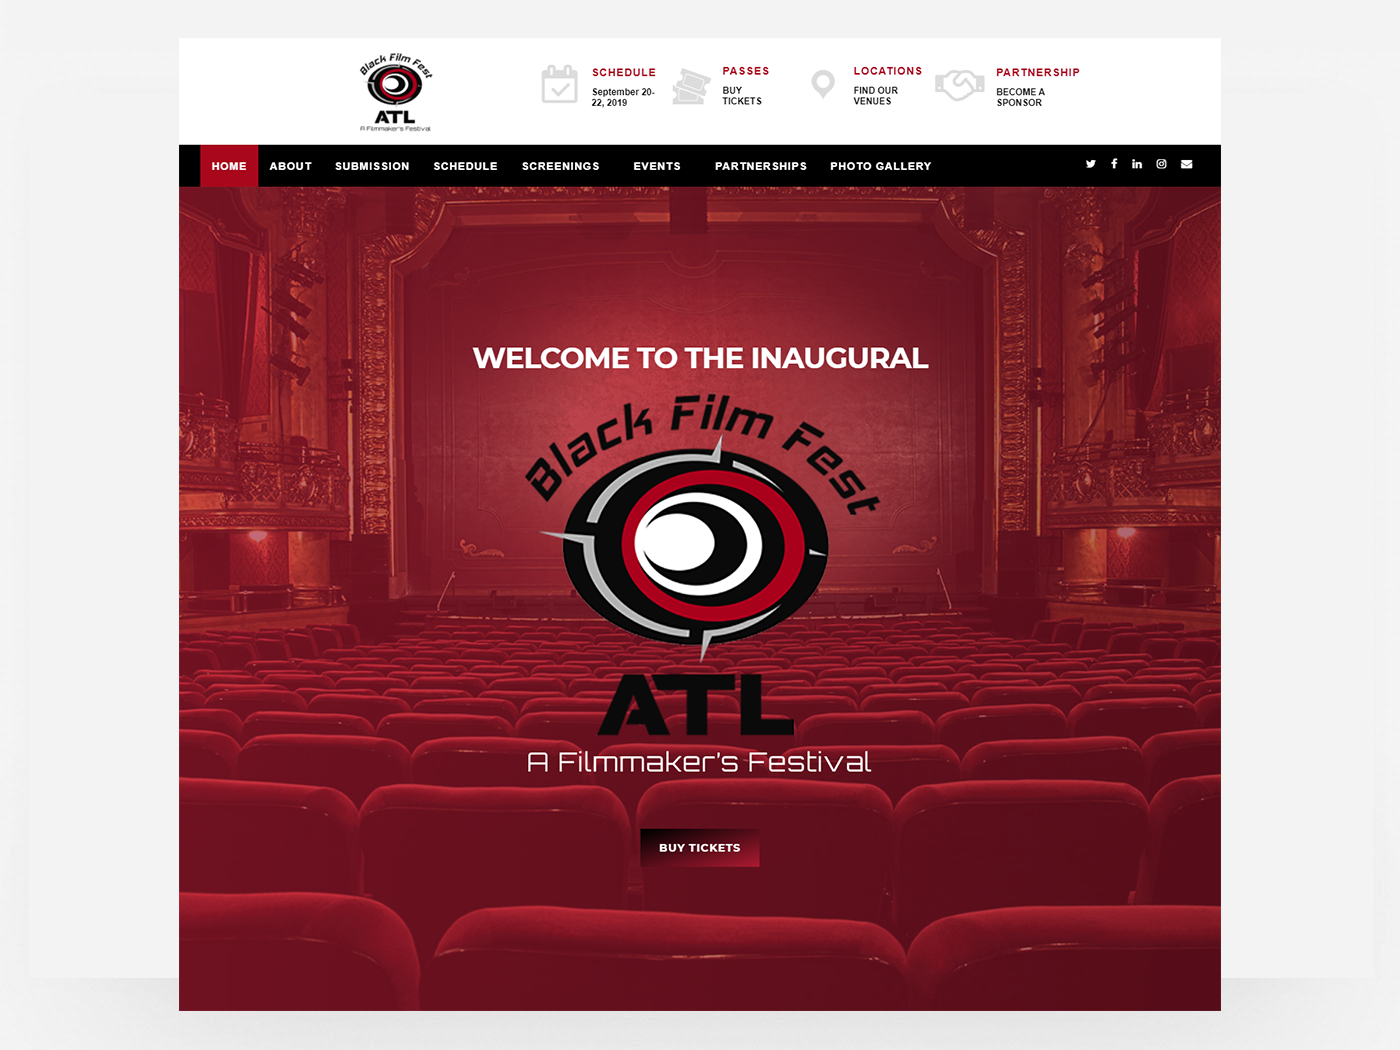 Black Film Fest
ATL
A Filmmaker's Festival
SCHEDULE
September 20-
22, 2019
PASSES
BUY
TICKETS
LOCATIONS
FIND OUR
VENUES
PARTNERSHIP
BECOME A
SPONSOR
HOME ABOUT SUBMISSION SCHEDULE SCREENINGS EVENTS PARTNERSHIPS PHOTO GALLERY
WELCOME TO THE INAUGURAL
Black Film Fest
ATL
A Filmmaker's Festival
BUY TICKETS